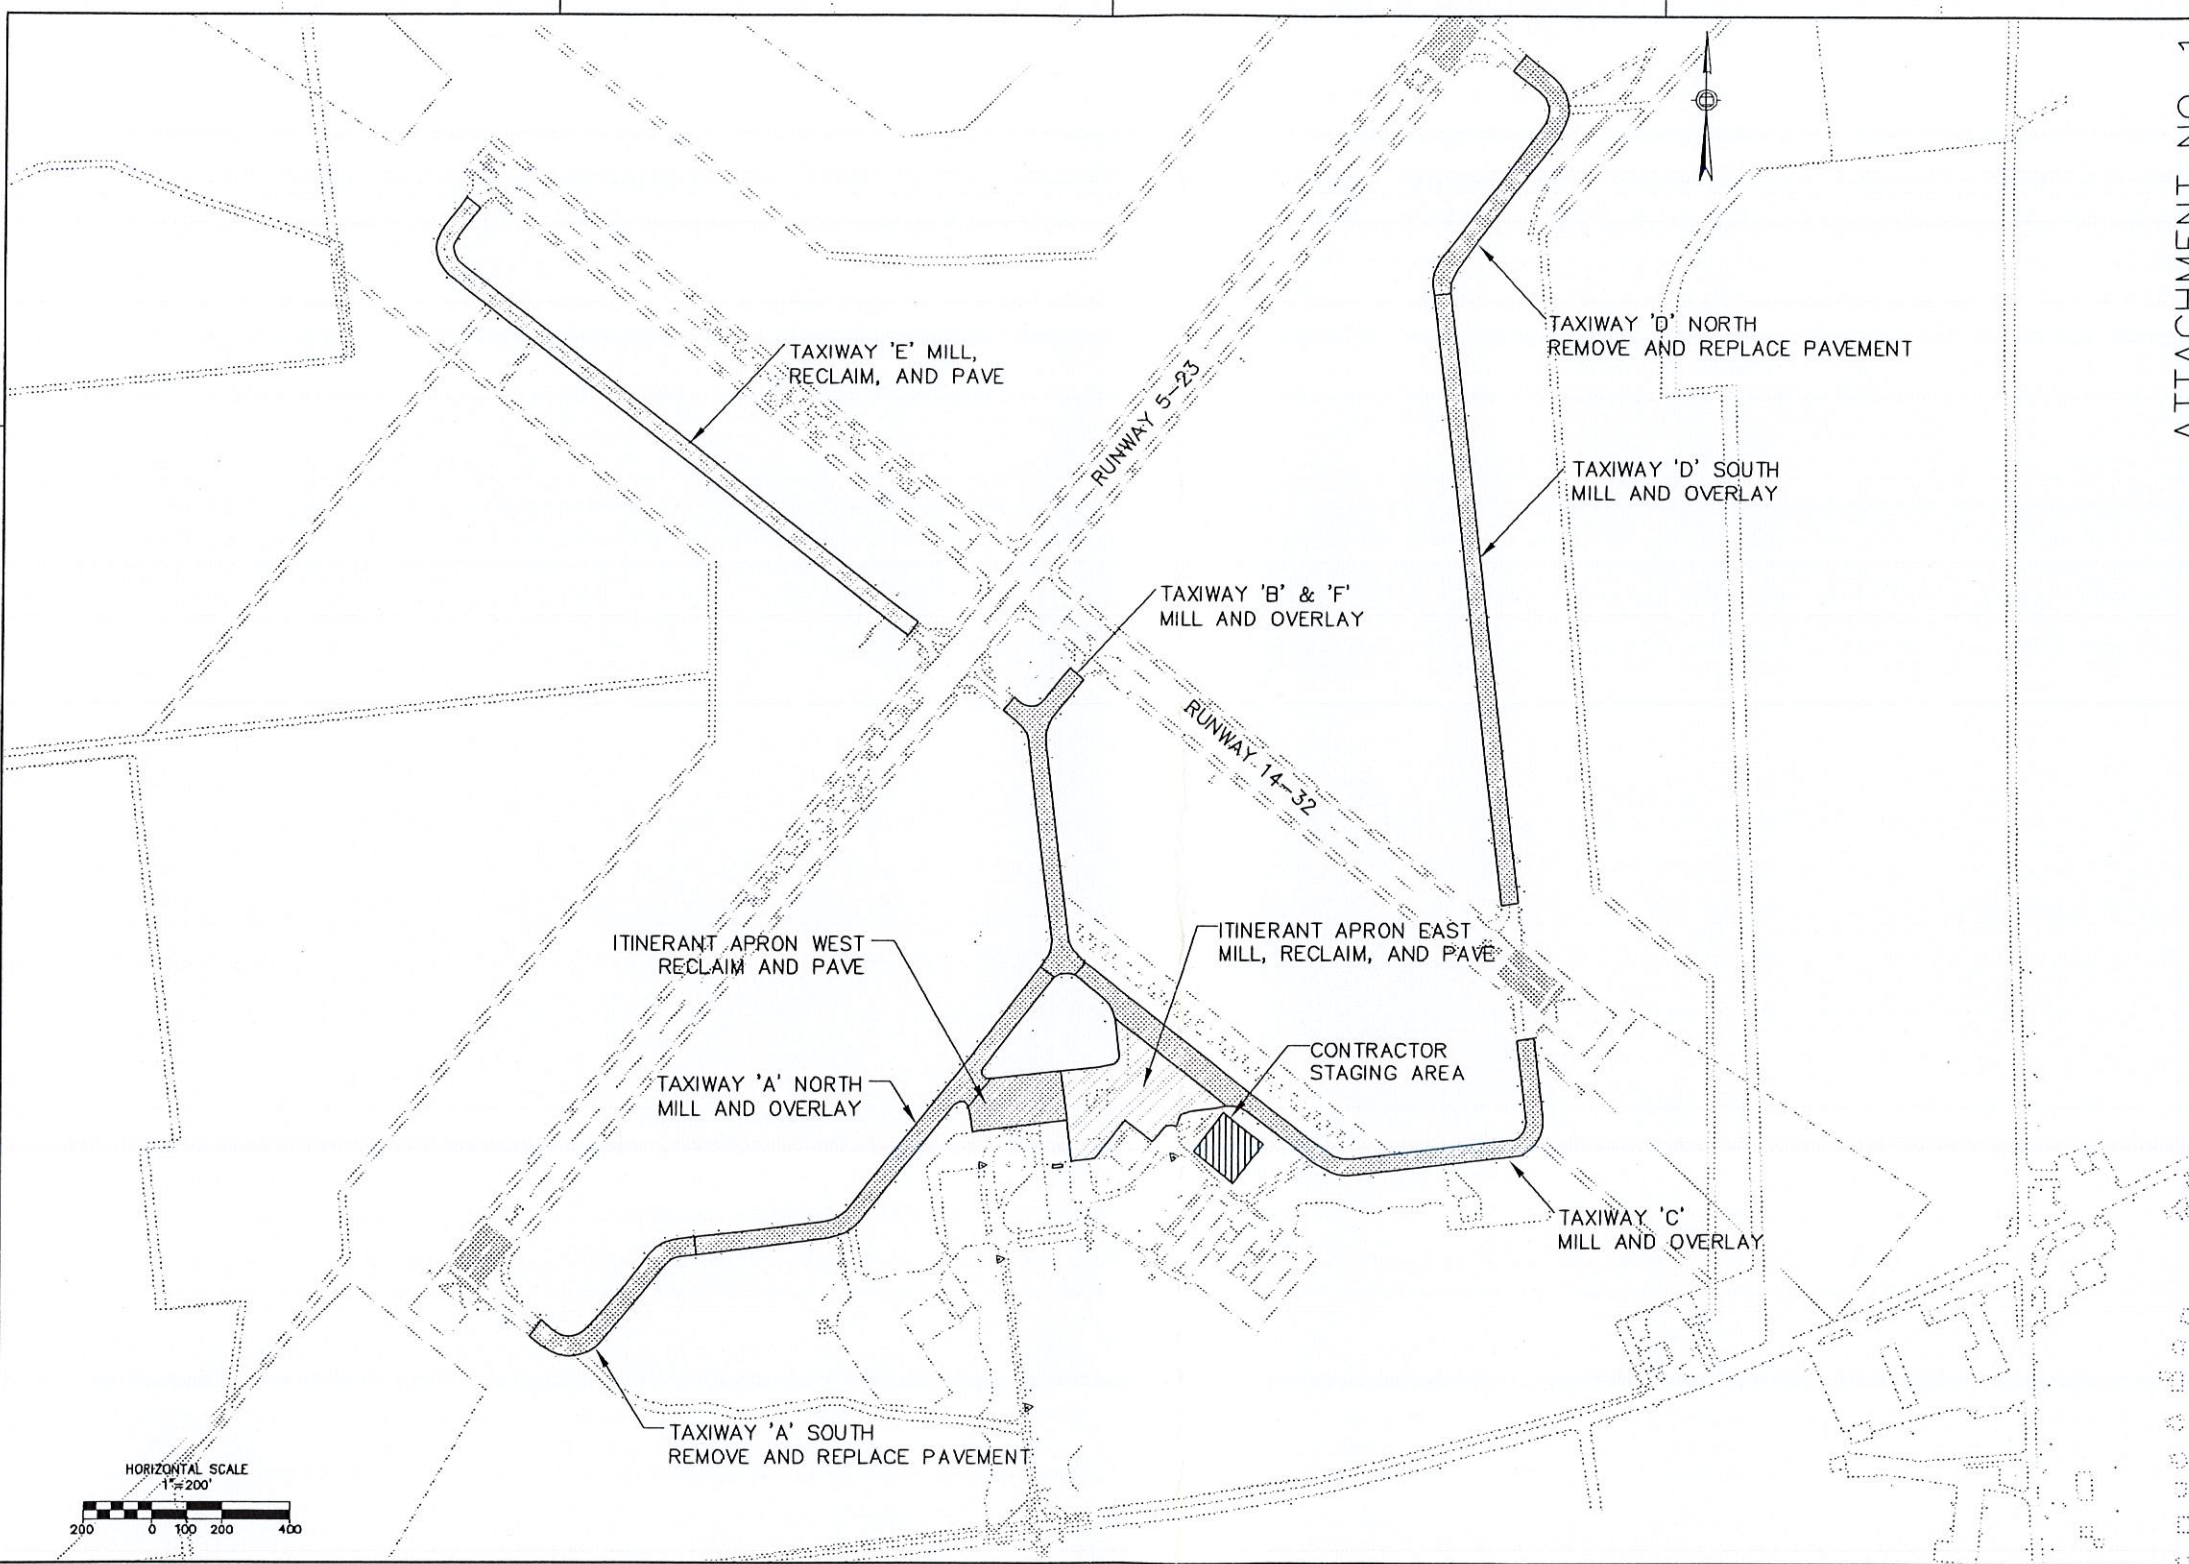 ATTACHMENT NO. 1
TAXIWAY 'D' NORTH
REMOVE AND REPLACE PAVEMENT
TAXIWAY 'E' MILL,
RECLAIM, AND PAVE
RUNWAY 5-23
TAXIWAY 'D' SOUTH
MILL AND OVERLAY
TAXIWAY 'B' & 'F'
MILL AND OVERLAY
RUNWAY 14-32
ITINERANT APRON WEST
RECLAIM AND PAVE
ITINERANT APRON EAST
MILL, RECLAIM, AND PAVE
CONTRACTOR
STAGING AREA
TAXIWAY 'A' NORTH
MILL AND OVERLAY
TAXIWAY 'C'
MILL AND OVERLAY
TAXIWAY 'A' SOUTH
REMOVE AND REPLACE PAVEMENT
HORIZONTAL SCALE
1"=200'
200 0 100 200 400